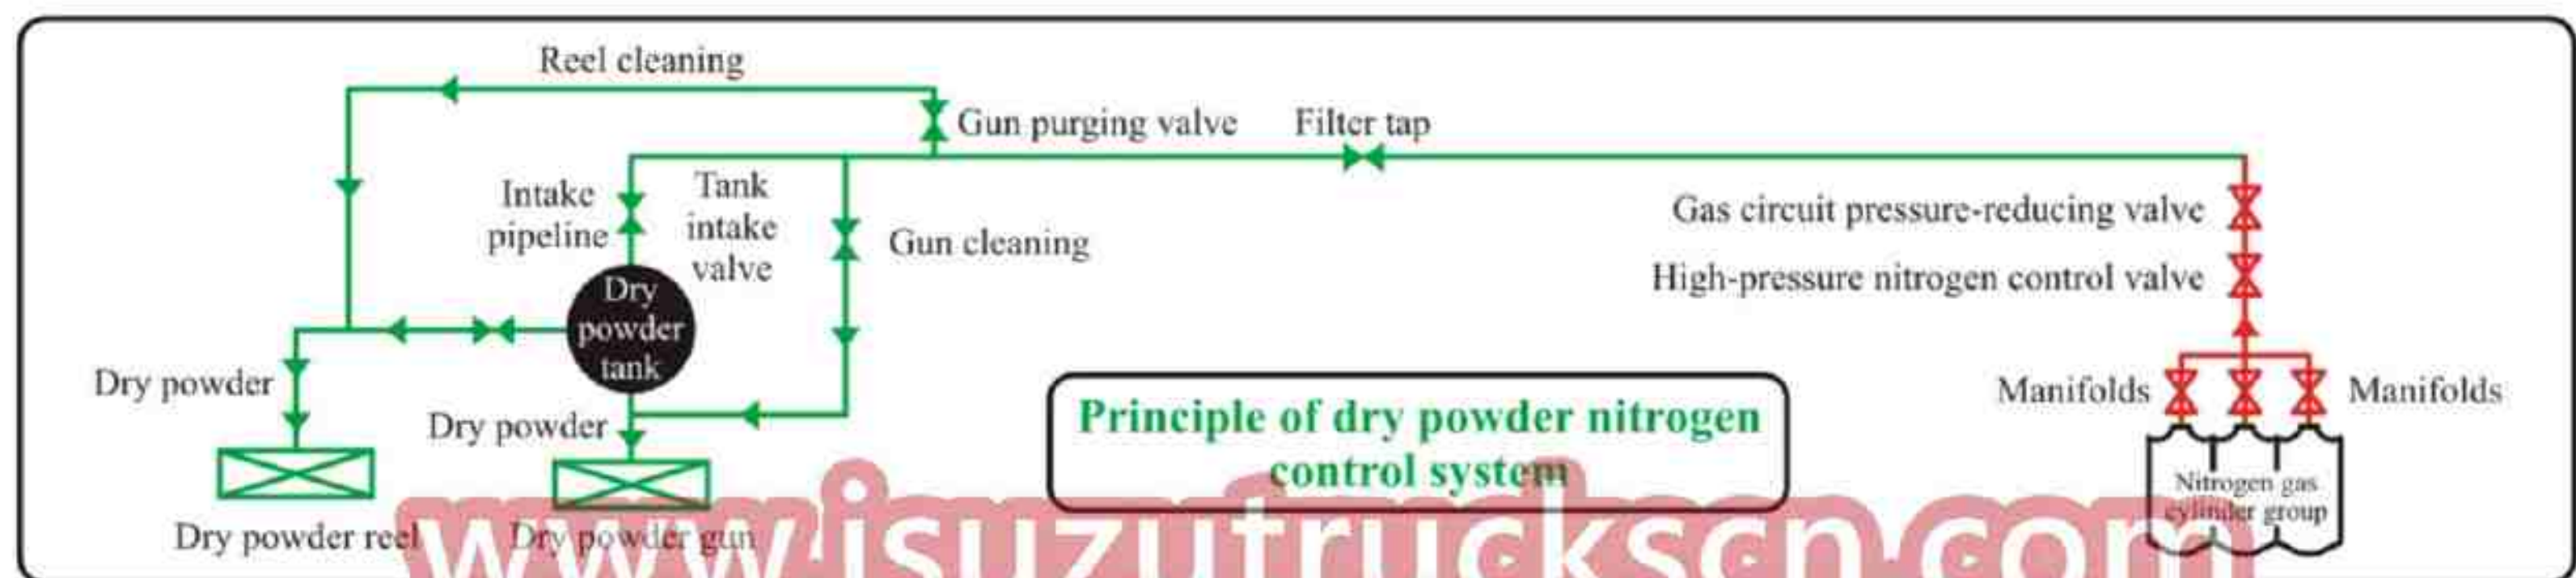 Reel cleaning
Gun purging valve
Filter tap
Intake
pipeline
Tank
intake
valve
Gun cleaning
Gas circuit pressure-reducing valve
High-pressure nitrogen control valve
Dry
powder
tank
Dry powder
Dry powder
Manifolds
Manifolds
Principle of dry powder nitrogen
control system
Nitrogen gas
cylinder group
Dry powder reel
Dry powder gun
www.isuzutruckscn.com